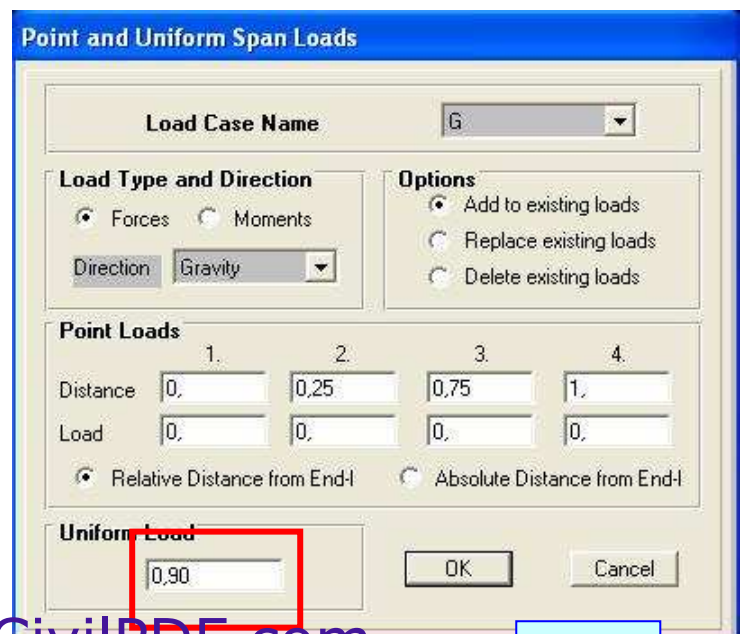 Point and Uniform Span Loads
Load Case Name G
Load Type and Direction
Forces Moments
Direction Gravity
Options
Add to existing loads
Replace existing loads
Delete existing loads
Point Loads
1. 2. 3. 4.
Distance 0, 0,25 0,75 1,
Load 0, 0, 0, 0,
Relative Distance from End-I Absolute Distance from End-I
Uniform Load
0,90
OK Cancel
CivilPDF.com